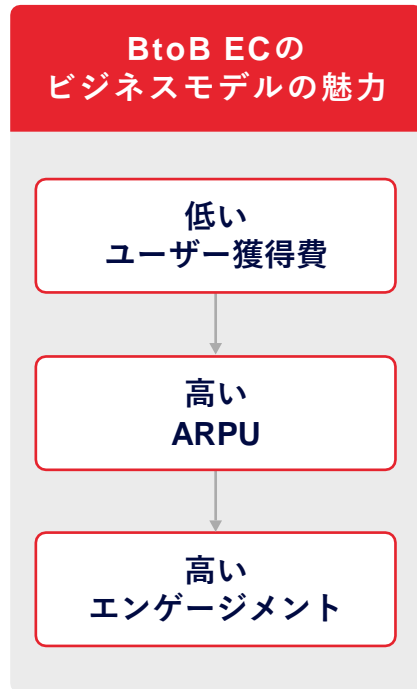 BtoB ECの
ビジネスモデルの魅力
低い
ユーザー獲得費
高い
ARPU
高い
エンゲージメント